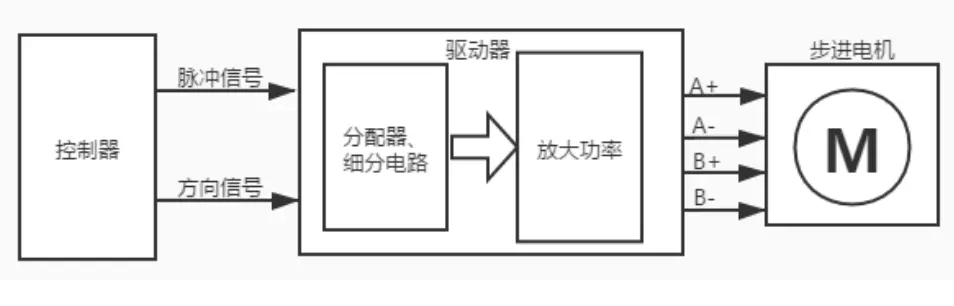 驱动器
步进电机
脉冲信号
A+
分配器、
细分电路
控制器
放大功率
A-
M
B+
方向信号
B-